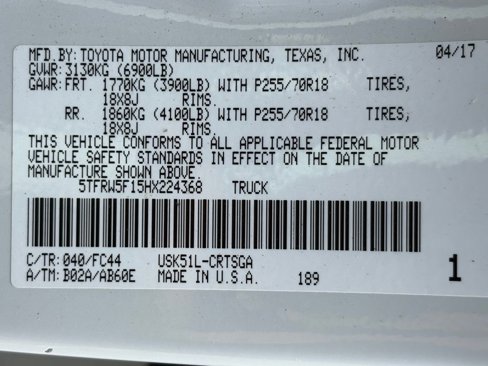 MFD.BY: TOYOTA MOTOR MANUFACTURING, TEXAS, INC. 04/17
GVWR: 3130KG (6900LB)
GAWR: FRT. 1770KG (3900LB) WITH P255/70R18 TIRES,
18X8J RIMS.
RR. 1860KG (4100LB) WITH P255/70R18 TIRES,
18X8J RIMS.
THIS VEHICLE CONFORMS TO ALL APPLICABLE FEDERAL MOTOR
VEHICLE SAFETY STANDARDS IN EFFECT ON THE DATE OF
MANUFACTURE SHOWN ABOVE.
5TFRW5F15HX224368 TRUCK
C/TR: 040/FC44 USK51L-CRTSGA
A/TM: B02A/AB60E MADE IN U.S.A. 189 1